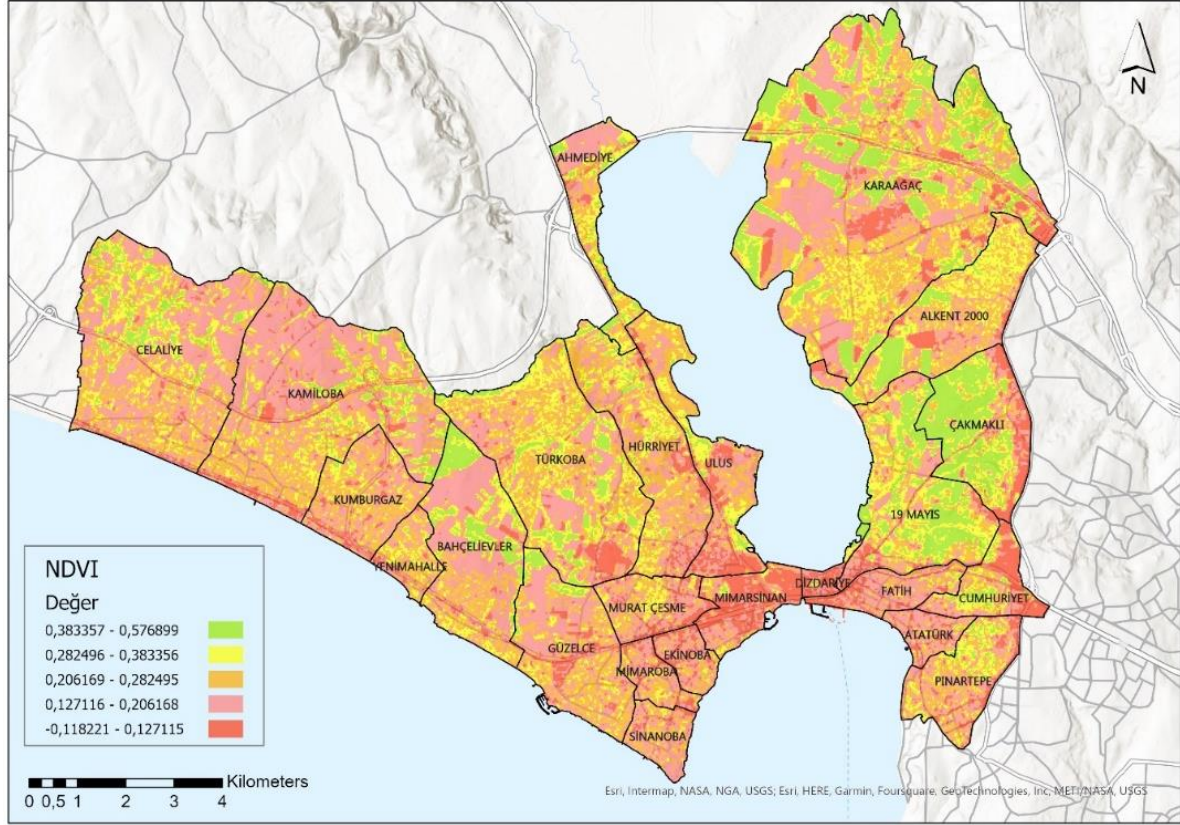 N
AHMEDİYE
KARAAĞAÇ
ALKENT 2000
CELALİYE
KAMİLOBA
ÇAKMAKLI
HÜRRİYET
TÜRKOBA
ULUS
KUMBURGAZ
19 MAYIS
BAHÇELİEVLER
YENİMAHALLE
DİZDARİYE
MİMARSİNAN
FATİH
CUMHURİYET
MURAT ÇESME
ATATÜRK
GÜZELCE
EKİNOBA
MİMAROBA
PINARTEPE
SİNANOBA
NDVI
Değer
0,383357 - 0,576899
0,282496 - 0,383356
0,206169 - 0,282495
0,127116 - 0,206168
-0,118221 - 0,127115
Kilometers
0 0,5 1 2 3 4
Esri, Intermap, NASA, NGA, USGS; Esri, HERE, Garmin, Foursquare, GeoTechnologies, Inc, METI/NASA, USGS